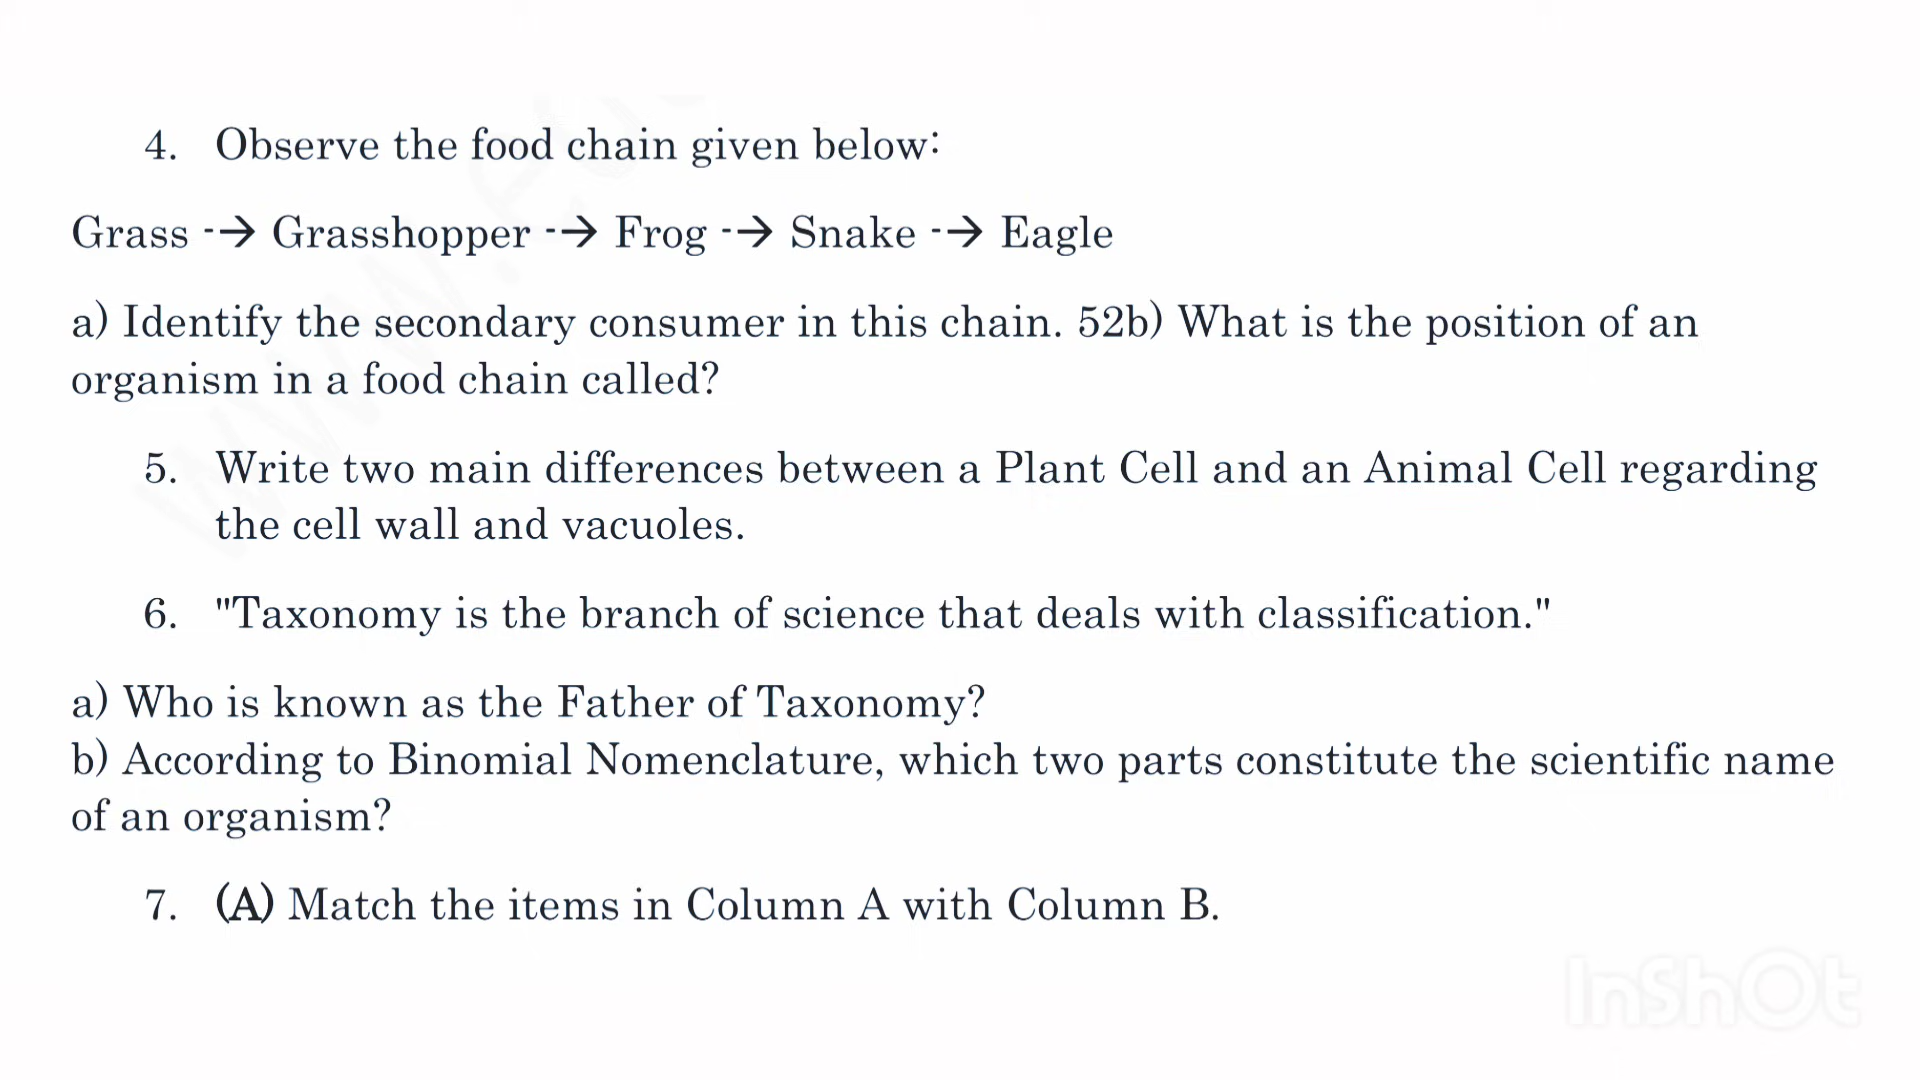 4. Observe the food chain given below:
Grass --→ Grasshopper --→ Frog --→ Snake --→ Eagle
a) Identify the secondary consumer in this chain. 52b) What is the position of an
organism in a food chain called?
5. Write two main differences between a Plant Cell and an Animal Cell regarding
the cell wall and vacuoles.
6. "Taxonomy is the branch of science that deals with classification."
a) Who is known as the Father of Taxonomy?
b) According to Binomial Nomenclature, which two parts constitute the scientific name
of an organism?
7. (A) Match the items in Column A with Column B.
InShOt